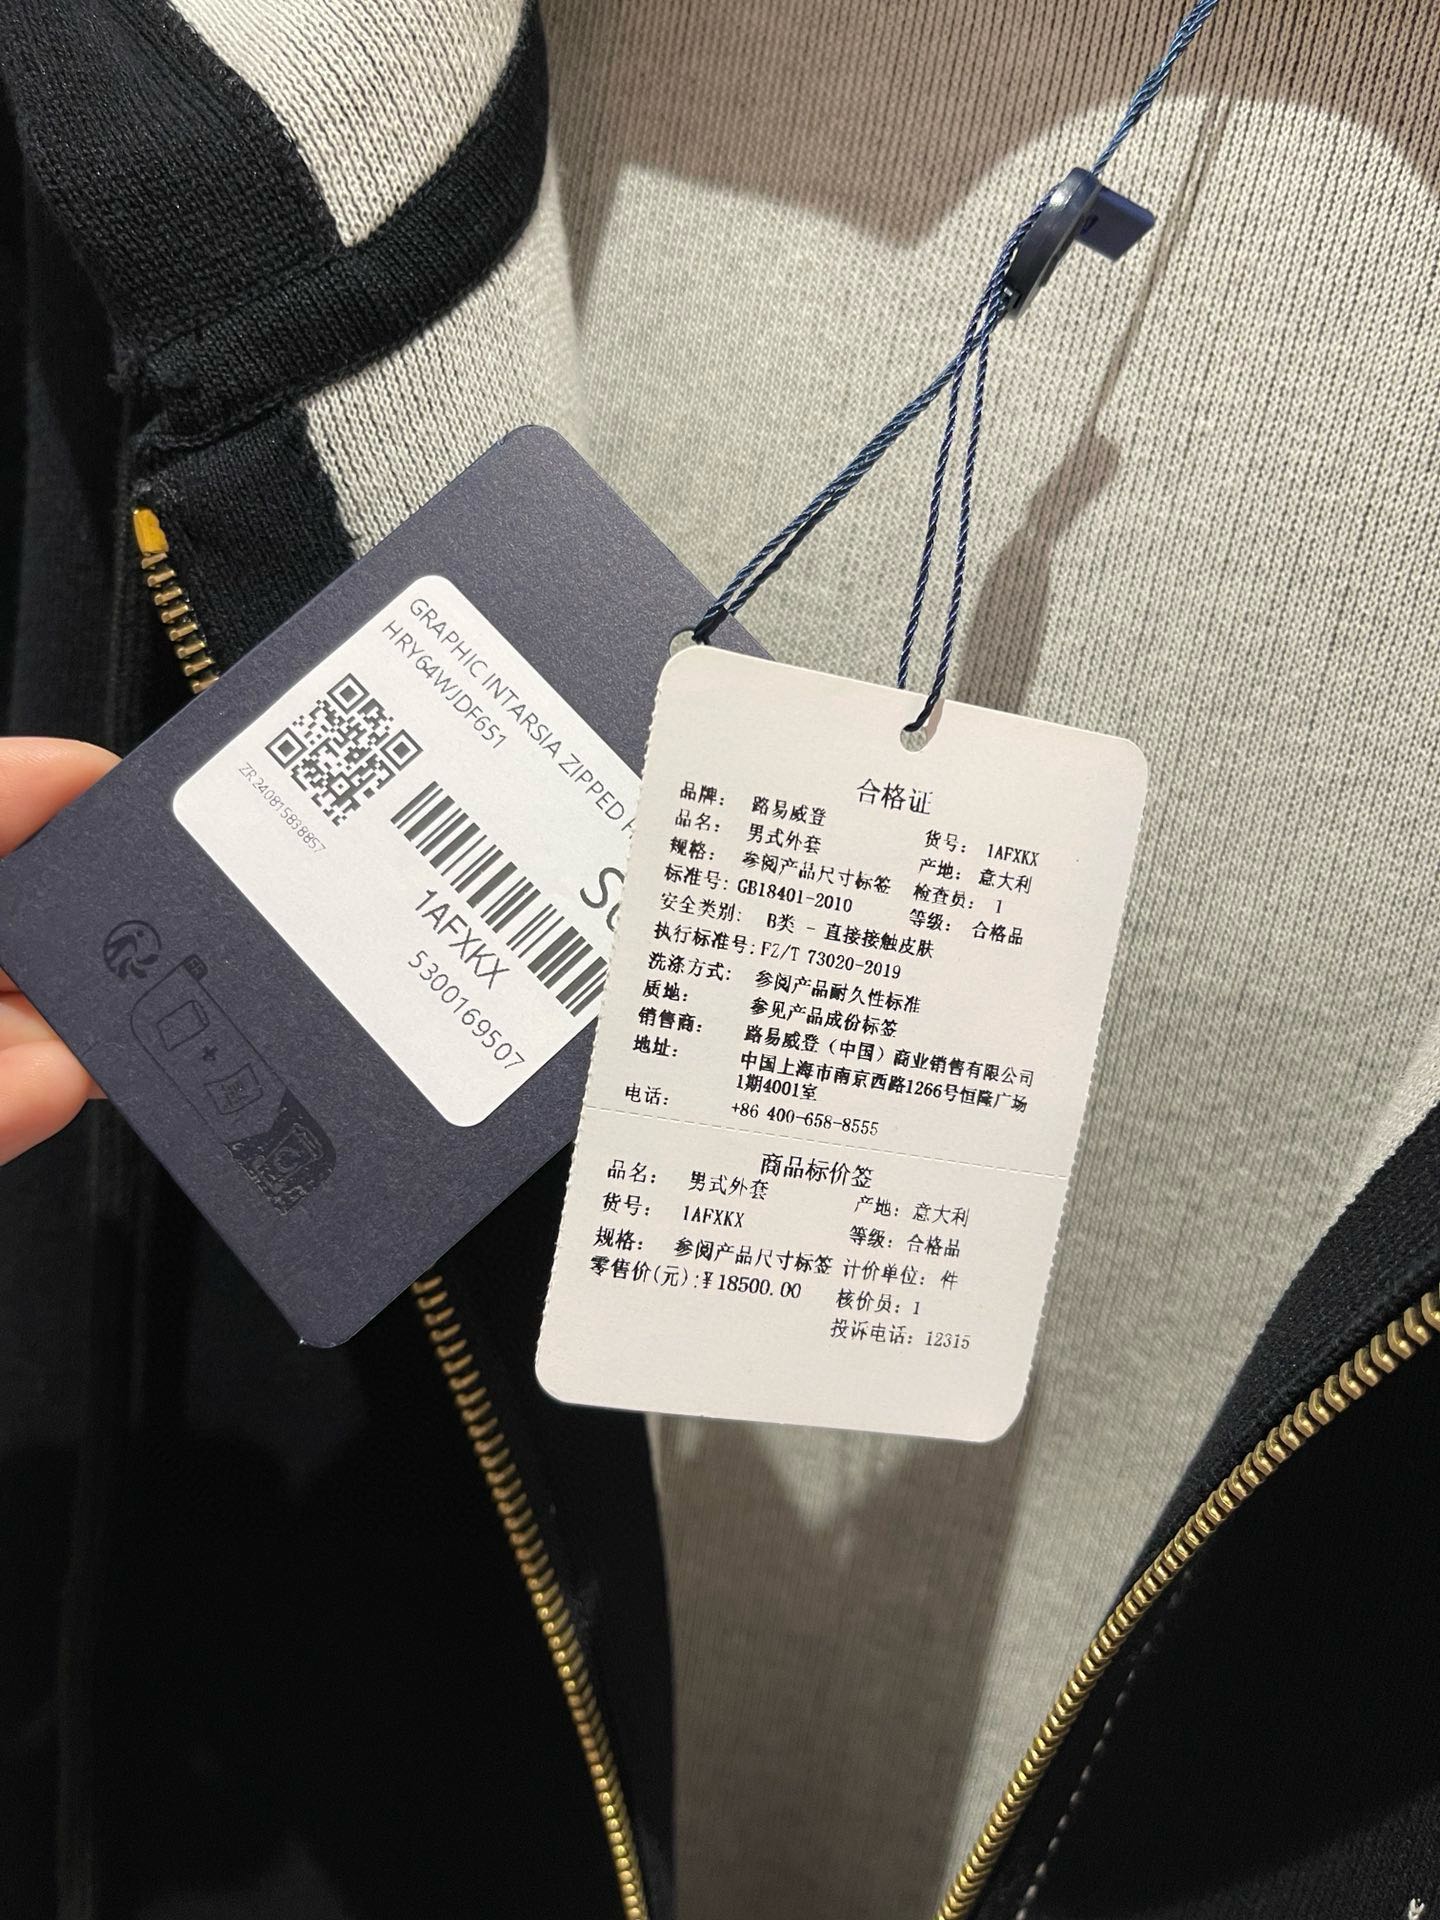 GRAPHIC INTARSIA ZIPPED
HRY64WJDF651
ZR240815838857
1AFXKX
5300169507
合格证
品牌: 路易威登
品名: 男式外套 货号: 1AFXKX
规格: 参阅产品尺寸标签 产地: 意大利
标准号: GB18401-2010 检查员: 1
安全类别: B类 - 直接接触皮肤 等级: 合格品
执行标准号: FZ/T 73020-2019
洗涤方式: 参阅产品耐久性标准
质地: 参见产品成份标签
销售商: 路易威登（中国）商业销售有限公司
地址: 中国上海市南京西路1266号恒隆广场
1期4001室
电话: +86 400-658-8555
商品标价签
品名: 男式外套 产地: 意大利
货号: 1AFXKX 等级: 合格品
规格: 参阅产品尺寸标签 计价单位: 件
零售价(元):¥18500.00 核价员: 1
投诉电话: 12315